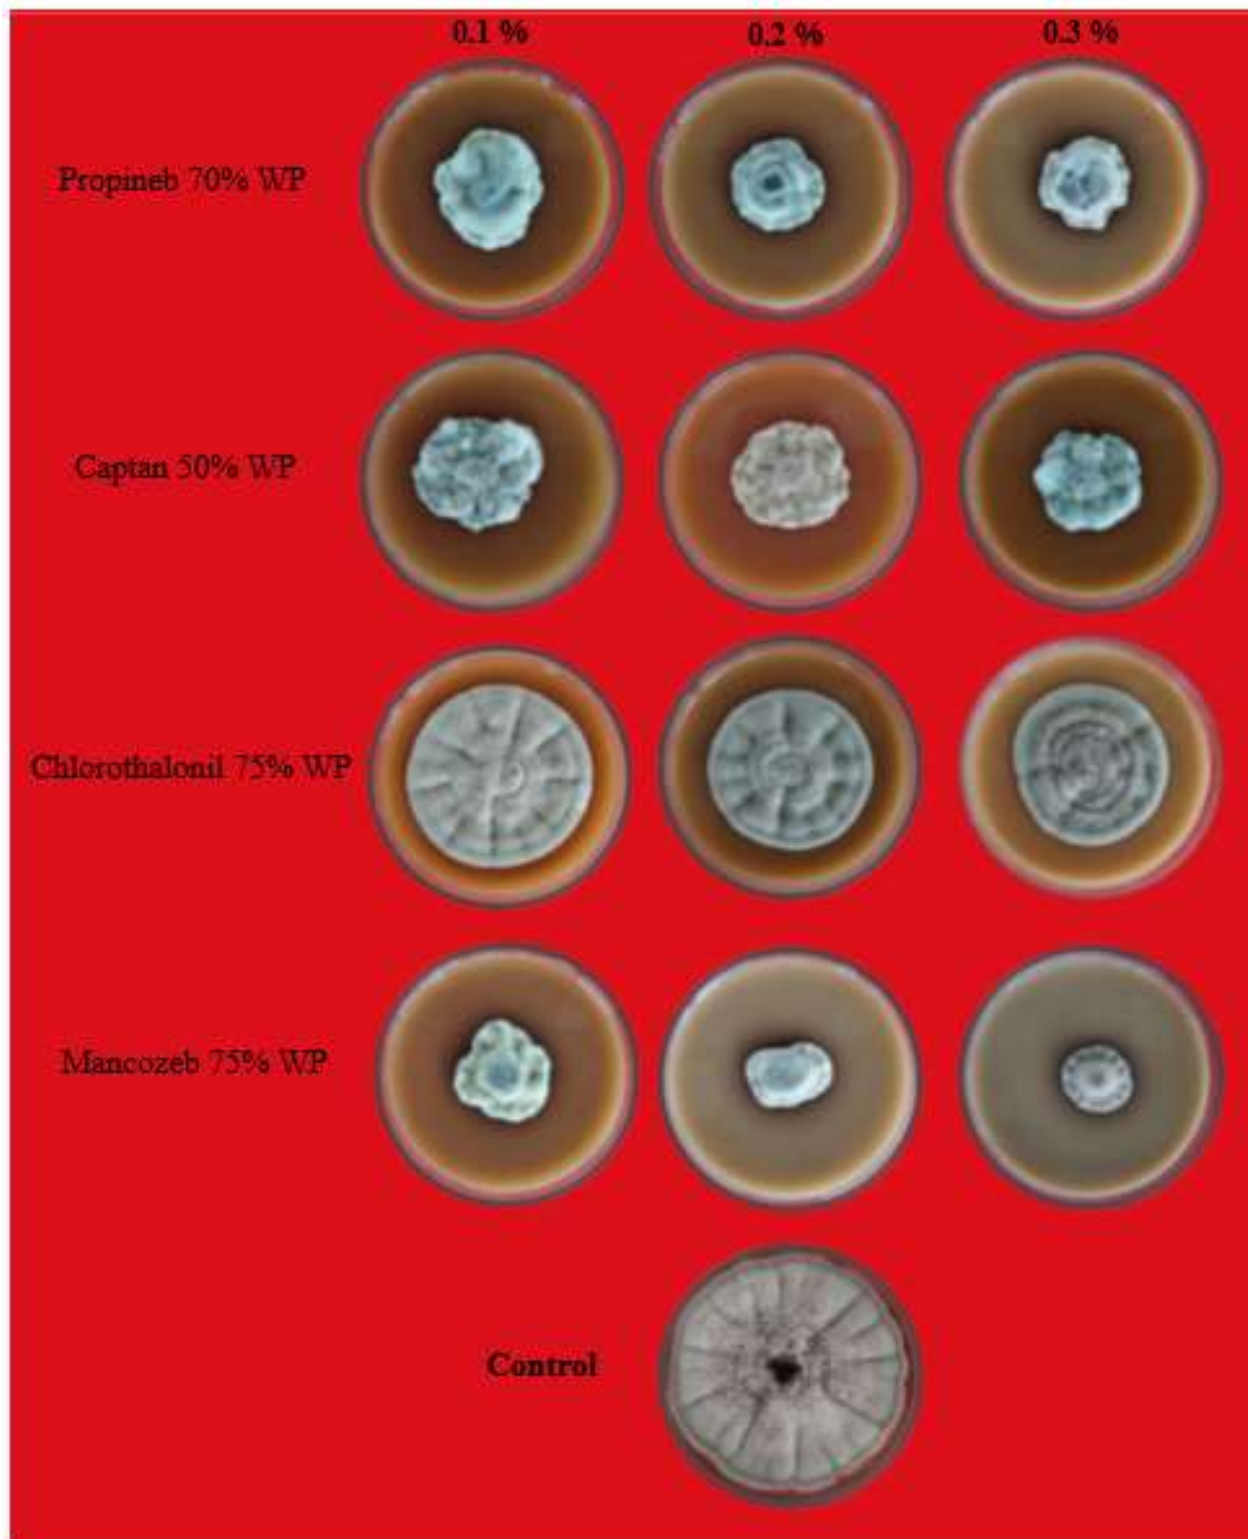 0.1 % 0.2 % 0.3 %
Propineb 70% WP
Captan 50% WP
Chlorothalonil 75% WP
Mancozeb 75% WP
Control